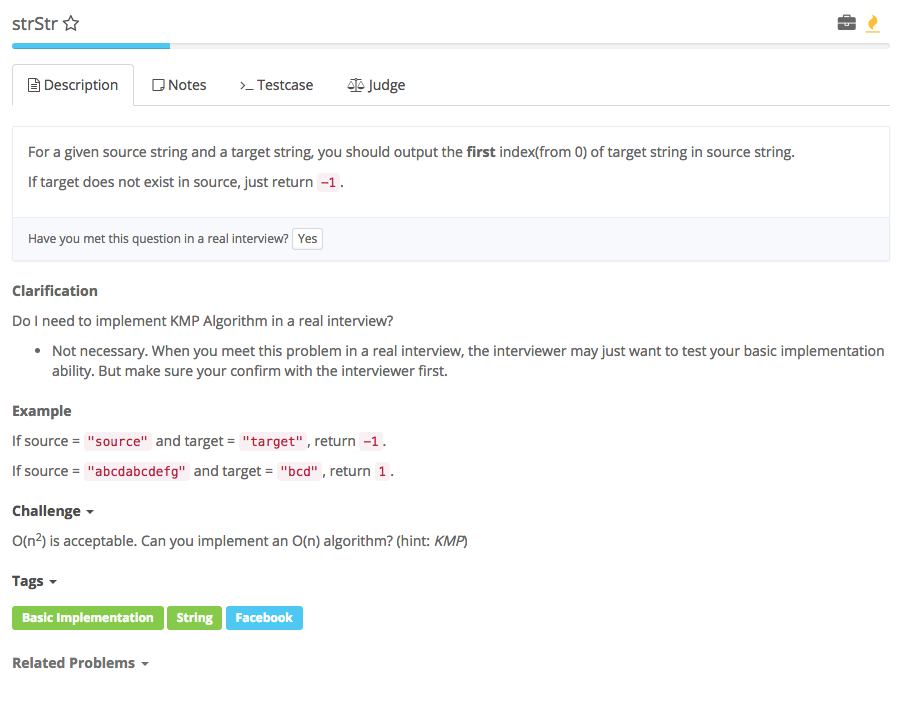 strStr
Description Notes Testcase Judge
For a given source string and a target string, you should output the first index(from 0) of target string in source string.
If target does not exist in source, just return -1 .
Have you met this question in a real interview? Yes
Clarification
Do I need to implement KMP Algorithm in a real interview?
• Not necessary. When you meet this problem in a real interview, the interviewer may just want to test your basic implementation
ability. But make sure your confirm with the interviewer first.
Example
If source = "source" and target = "target" , return -1 .
If source = "abcdabcdefg" and target = "bcd" , return 1 .
Challenge
O(n²) is acceptable. Can you implement an O(n) algorithm? (hint: KMP)
Tags
Basic Implementation String Facebook
Related Problems